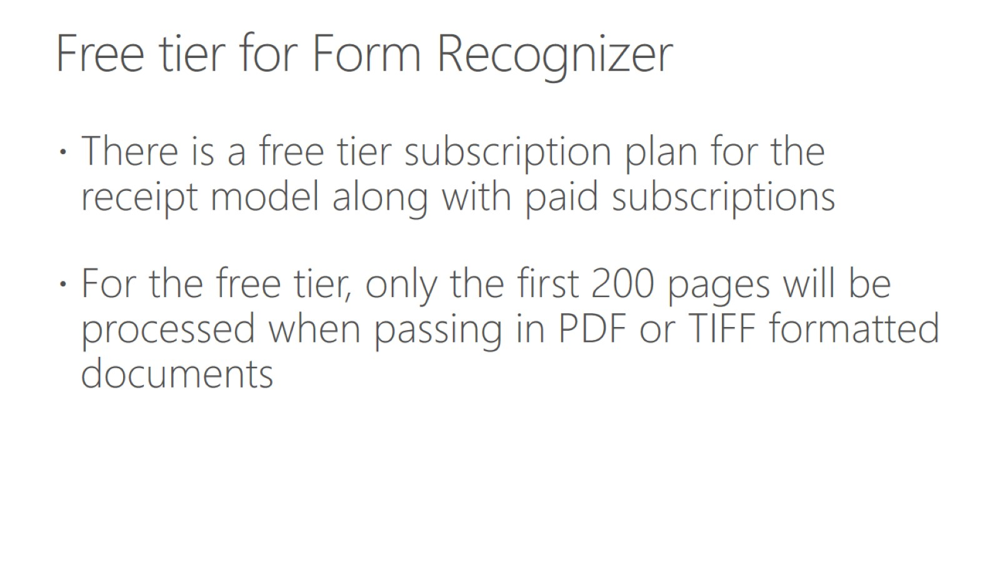 Free tier for Form Recognizer
• There is a free tier subscription plan for the
receipt model along with paid subscriptions
• For the free tier, only the first 200 pages will be
processed when passing in PDF or TIFF formatted
documents